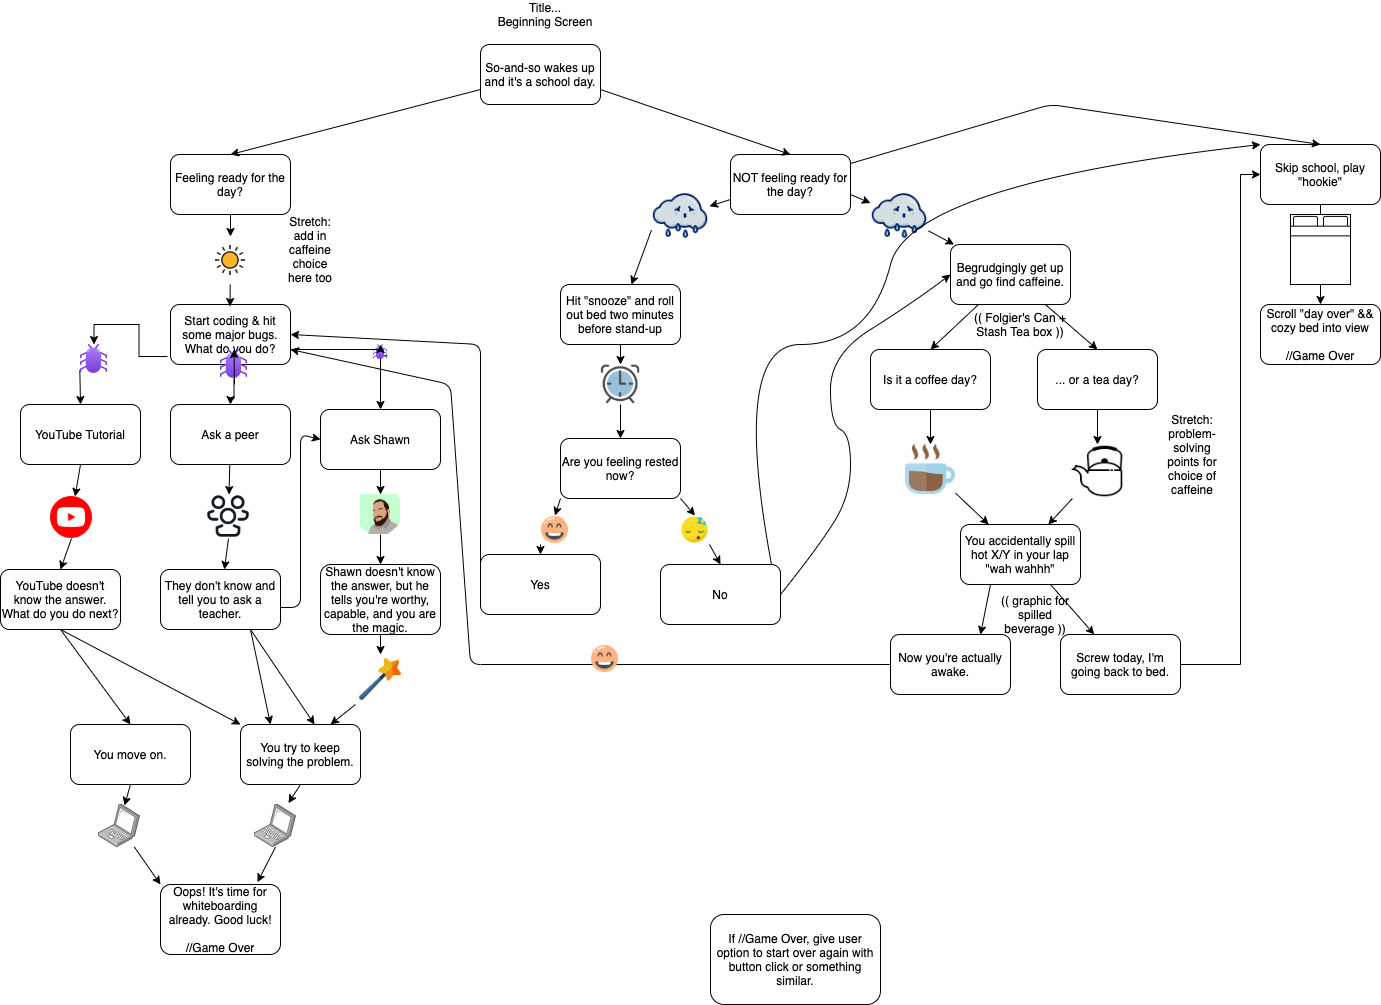 Title...
Beginning Screen
So-and-so wakes up
and it's a school day.
Feeling ready for the
day?
NOT feeling ready for
the day?
Skip school, play
"hookie"
Stretch:
add in
caffeine
choice
here too
Begrudgingly get up
and go find caffeine.
Hit "snooze" and roll
out bed two minutes
before stand-up
Start coding & hit
some major bugs.
What do you do?
(( Folgier's Can +
Stash Tea box ))
Scroll "day over" &&
cozy bed into view
//Game Over
Is it a coffee day?
... or a tea day?
YouTube Tutorial
Ask a peer
Ask Shawn
Are you feeling rested
now?
Stretch:
problem-
solving
points for
choice of
caffeine
z
z
z
You accidentally spill
hot X/Y in your lap
"wah wahhh"
YouTube doesn't
know the answer.
What do you do next?
They don't know and
tell you to ask a
teacher.
Shawn doesn't know
the answer, but he
tells you're worthy,
capable, and you are
the magic.
Yes
No
(( graphic for
spilled
beverage ))
Now you're actually
awake.
Screw today, I'm
going back to bed.
You move on.
You try to keep
solving the problem.
Oops! It's time for
whiteboarding
already. Good luck!
//Game Over
If //Game Over, give user
option to start over again with
button click or something
similar.